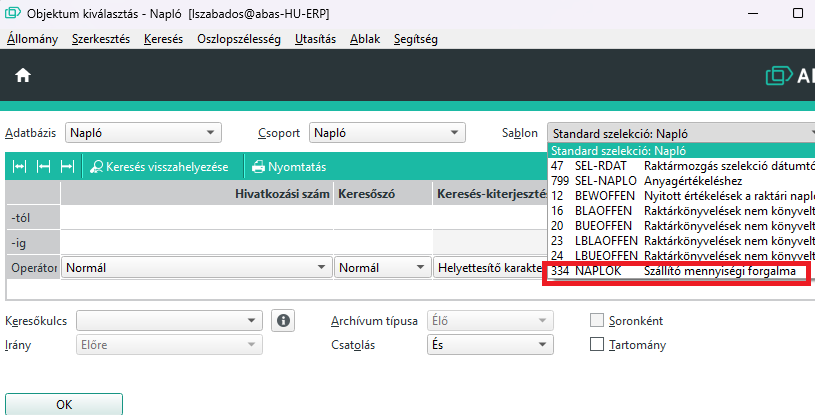 Objektum kiválasztás - Napló [lszabados@abas-HU-ERP]
Állomány Szerkesztés Keresés Oszlopszélesség Utasítás Ablak Segítség
Adatbázis Napló Csoport Napló Sablon Standard szelekció: Napló
Standard szelekció: Napló
47 SEL-RDAT Raktármozgás szelekció dátumtó
799 SEL-NAPLO Anyagértékeléshez
12 BEWOFFEN Nyitott értékelések a raktári napl
16 BLAOFFEN Raktárkönyvelések nem könyvelt
20 BUEOFFEN Raktárkönyvelések nem könyvelt
23 LBLAOFFEN Raktárkönyvelések nem könyvelt
24 LBUEOFFEN Raktárkönyvelések nem könyvelt
334 NAPLOK Szállító mennyiségi forgalma
Keresés visszahelyezése Nyomtatás
Hivatkozási szám Keresőszó Keresés-kiterjeszté
-tól
-ig
Operátor Normál Normál Helyettesítő karakte
Keresőkulcs Archívum típusa Élő Soronként
Irány Előre Csatolás És Tartomány
OK